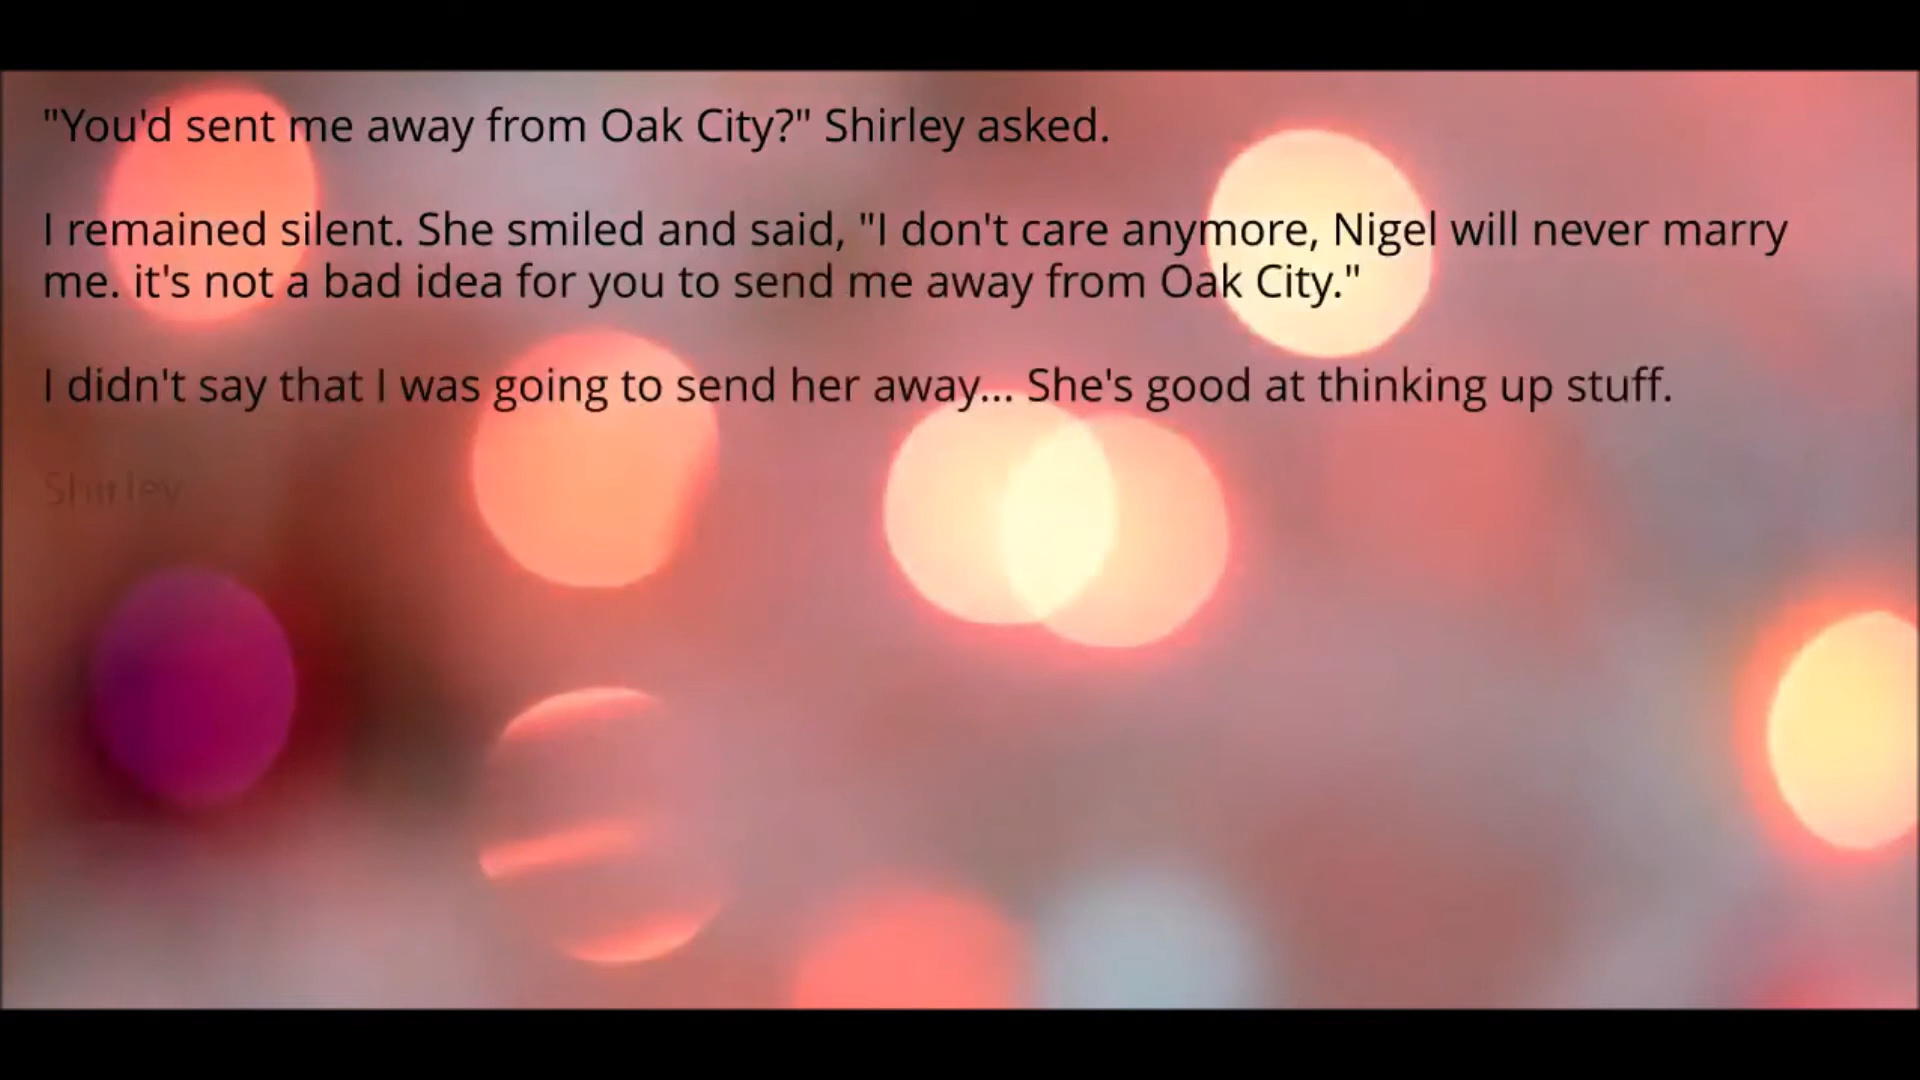 "You'd sent me away from Oak City?" Shirley asked.
I remained silent. She smiled and said, "I don't care anymore, Nigel will never marry
me. it's not a bad idea for you to send me away from Oak City."
I didn't say that I was going to send her away... She's good at thinking up stuff.
Shirley